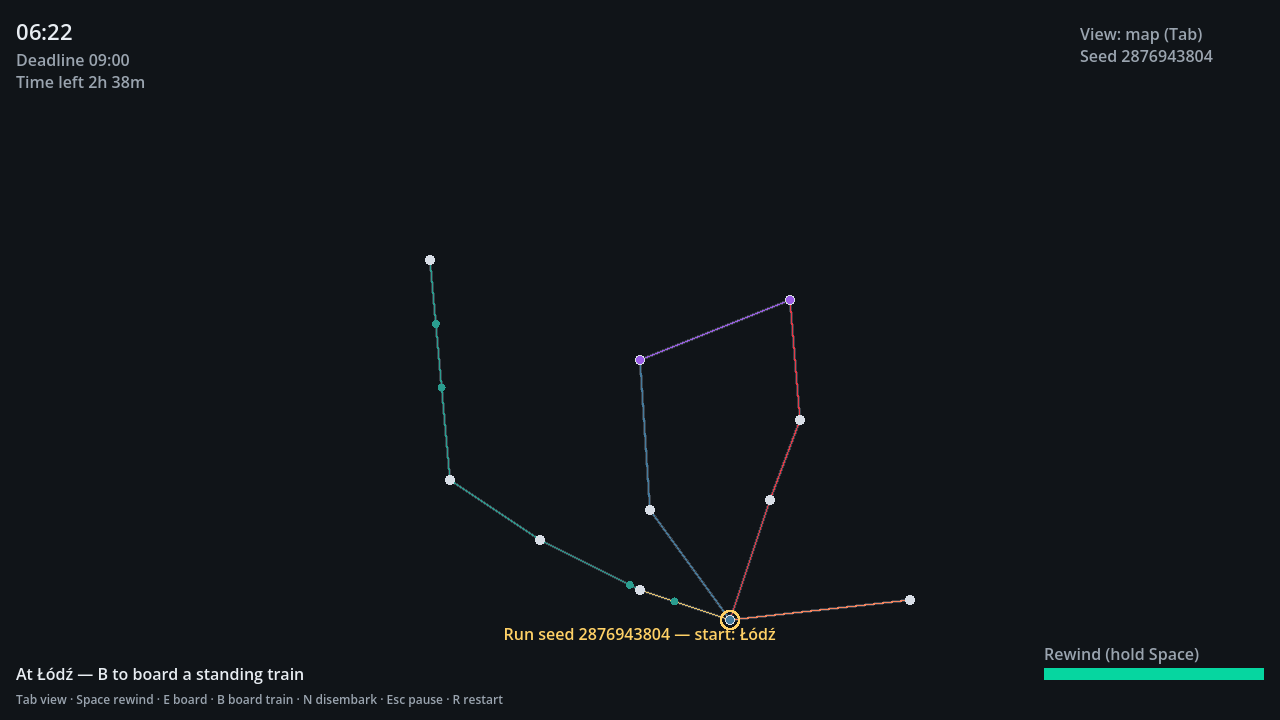 06:22
Deadline 09:00
Time left 2h 38m
View: map (Tab)
Seed 2876943804
Run seed 2876943804 — start: Łódź
At Łódź — B to board a standing train
Tab view · Space rewind · E board · B board train · N disembark · Esc pause · R restart
Rewind (hold Space)